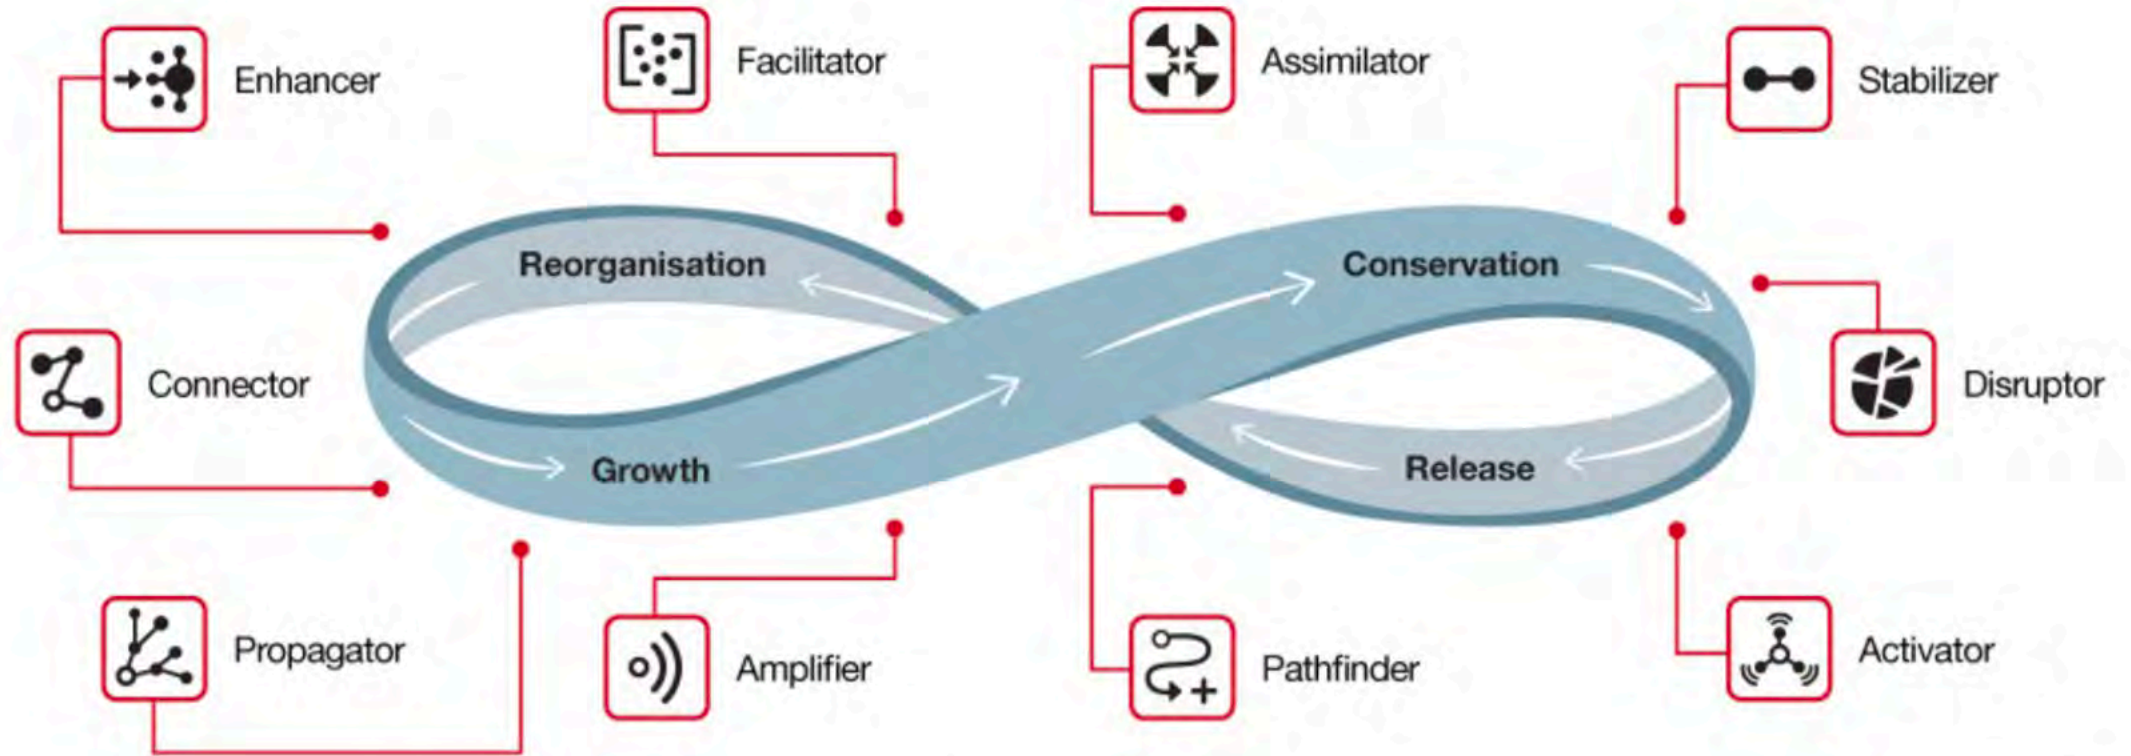 Enhancer
Facilitator
Assimilator
Stabilizer
Reorganisation
Conservation
Connector
Disruptor
Growth
Release
Propagator
Amplifier
Pathfinder
Activator